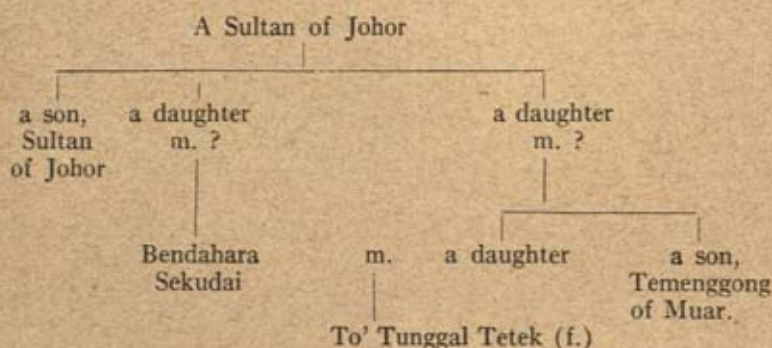 A Sultan of Johor
a son, a daughter a daughter
Sultan m. ? m. ?
of Johor
Bendahara m. a daughter a son,
Sekudai Temenggong
of Muar.
To' Tunggal Tetek (f.)